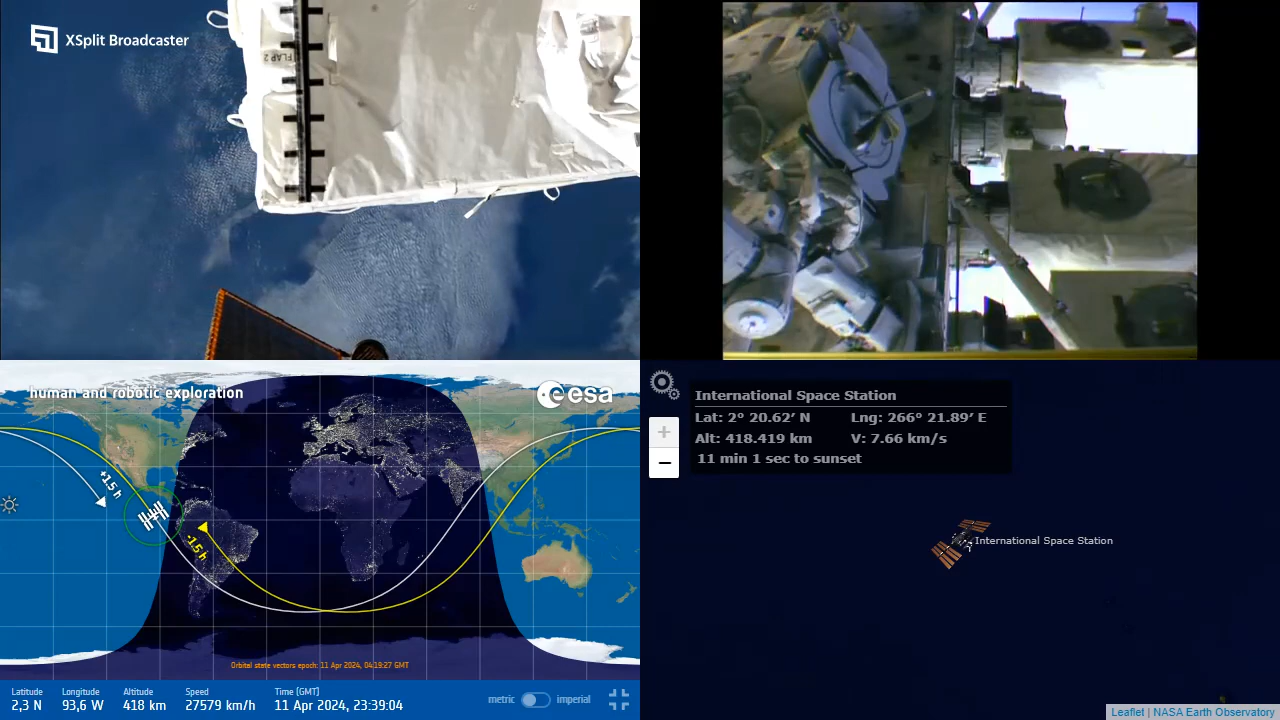 XSplit Broadcaster
FLAP 2
human and robotic exploration
esa
+1.5 h
-1.5 h
Orbital state vectors epoch: 11 Apr 2024, 04:19:27 GMT
Latitude Longitude Altitude Speed Time (GMT)
2,3 N 93,6 W 418 km 27579 km/h 11 Apr 2024, 23:39:04
metric imperial
International Space Station
Lat: 2° 20.62′ N Lng: 266° 21.89′ E
Alt: 418.419 km V: 7.66 km/s
11 min 1 sec to sunset
+
−
International Space Station
Leaflet | NASA Earth Observatory